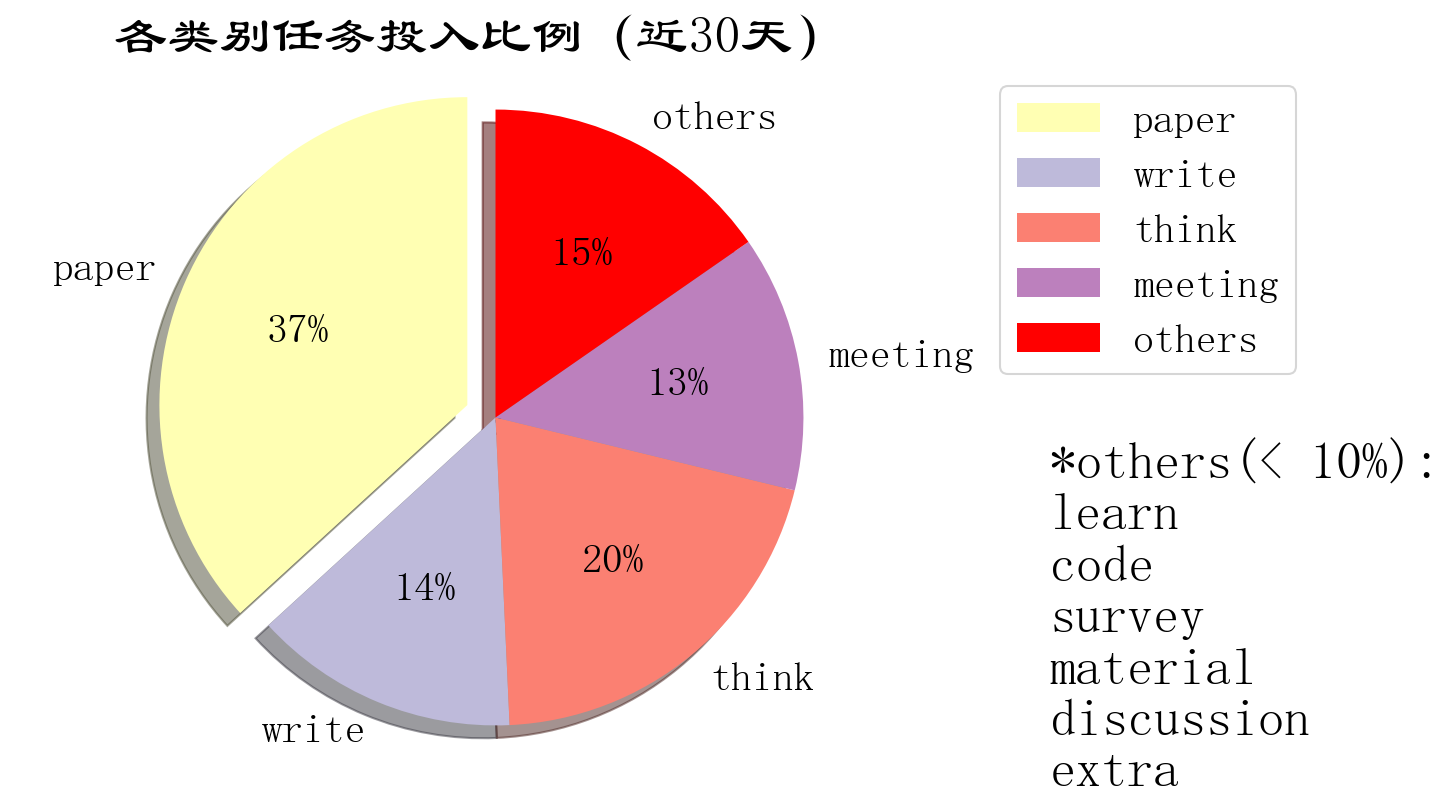 各类别任务投入比例（近30天）
others
paper
15%
37%
meeting
13%
20%
14%
think
write
paper
write
think
meeting
others
*others(< 10%):
learn
code
survey
material
discussion
extra